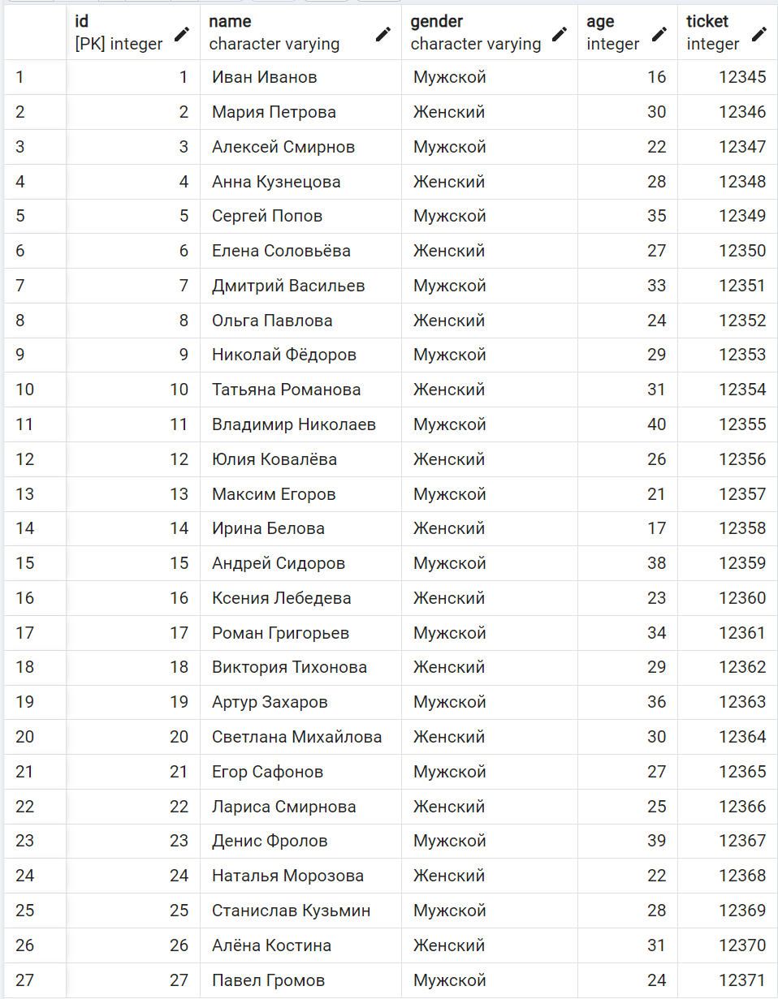 id name gender age ticket
[PK] integer character varying character varying integer integer
1 1 Иван Иванов Мужской 16 12345
2 2 Мария Петрова Женский 30 12346
3 3 Алексей Смирнов Мужской 22 12347
4 4 Анна Кузнецова Женский 28 12348
5 5 Сергей Попов Мужской 35 12349
6 6 Елена Соловьёва Женский 27 12350
7 7 Дмитрий Васильев Мужской 33 12351
8 8 Ольга Павлова Женский 24 12352
9 9 Николай Фёдоров Мужской 29 12353
10 10 Татьяна Романова Женский 31 12354
11 11 Владимир Николаев Мужской 40 12355
12 12 Юлия Ковалёва Женский 26 12356
13 13 Максим Егоров Мужской 21 12357
14 14 Ирина Белова Женский 17 12358
15 15 Андрей Сидоров Мужской 38 12359
16 16 Ксения Лебедева Женский 23 12360
17 17 Роман Григорьев Мужской 34 12361
18 18 Виктория Тихонова Женский 29 12362
19 19 Артур Захаров Мужской 36 12363
20 20 Светлана Михайлова Женский 30 12364
21 21 Егор Сафонов Мужской 27 12365
22 22 Лариса Смирнова Женский 25 12366
23 23 Денис Фролов Мужской 39 12367
24 24 Наталья Морозова Женский 22 12368
25 25 Станислав Кузьмин Мужской 28 12369
26 26 Алёна Костина Женский 31 12370
27 27 Павел Громов Мужской 24 12371